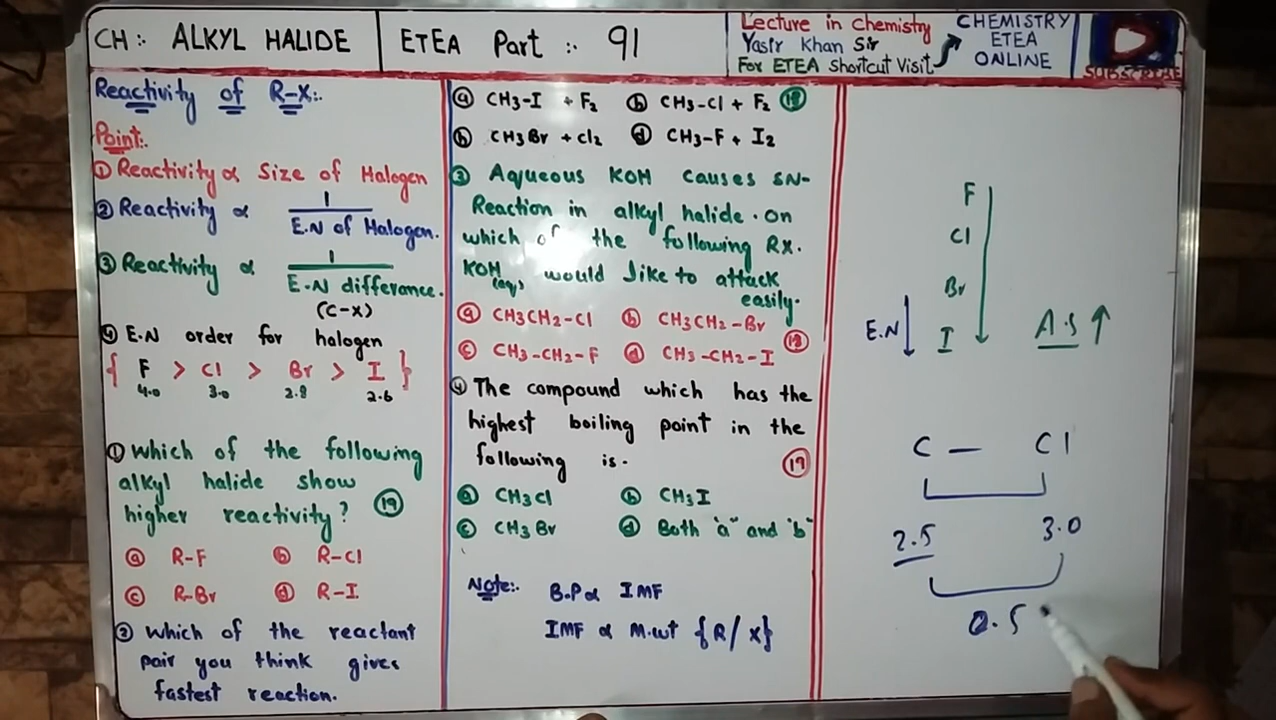 CH:- ALKYL HALIDE
ETEA Part :- 91
Lecture in chemistry
Yasir Khan Sir
For ETEA Shortcut Visit
CHEMISTRY
ETEA
ONLINE
SUBSCRIBE
Reactivity of R-X:-
Point:-
① Reactivity α Size of Halogen
② Reactivity α 1
E.N of Halogen.
③ Reactivity α 1
E.N differance.
(C-X)
④ E.N order for halogen
{ F > Cl > Br > I }
4.0 3.0 2.8 2.6
① Which of the following
alkyl halide show
higher reactivity? ⑲
ⓐ R-F ⓑ R-Cl
ⓒ R-Br ⓓ R-I
② Which of the reactant
pair you think gives
fastest reaction.
ⓐ CH3-I + F2 ⓑ CH3-Cl + F2 ⑲
ⓑ CH3Br + Cl2 ⓓ CH3-F + I2
③ Aqueous KOH causes SN-
Reaction in alkyl halide. On
which of the following RX.
KOH(aq) would like to attack
easily.
ⓐ CH3CH2-Cl ⓑ CH3CH2-Br
ⓒ CH3-CH2-F ⓓ CH3-CH2-I ⑱
④ The compound which has the
highest boiling point in the
following is. ⑰
ⓐ CH3Cl ⓑ CH3I
ⓒ CH3Br ⓓ Both "a" and "b"
Note:- B.P α IMF
IMF α M.wt {R/X}
F
Cl
Br
E.N ↓ I A.S ↑
C — Cl
2.5 3.0
0.5